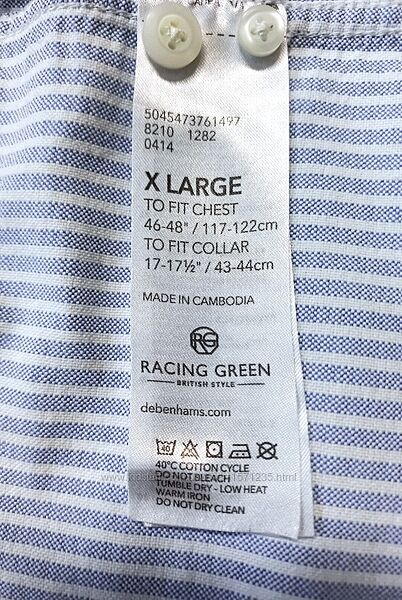 5045473761497
8210 1282
0414
X LARGE
TO FIT CHEST
46-48" / 117-122cm
TO FIT COLLAR
17-17½" / 43-44cm
MADE IN CAMBODIA
RG
RACING GREEN
BRITISH STYLE
debenhams.com
40
40°C COTTON CYCLE
DO NOT BLEACH
TUMBLE DRY - LOW HEAT
WARM IRON
DO NOT DRY CLEAN